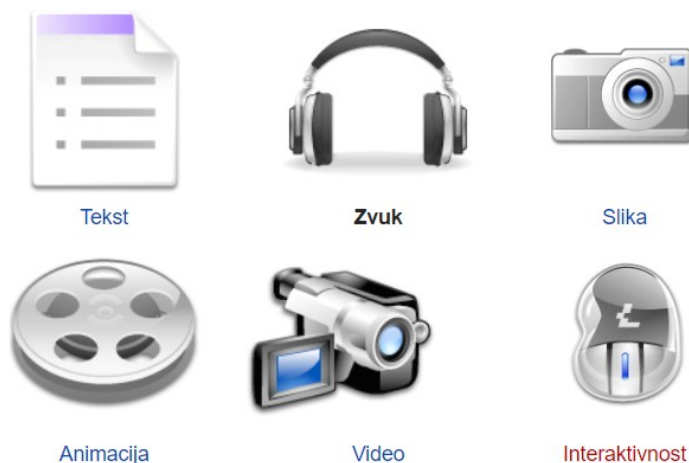 Tekst
Zvuk
Slika
Animacija
Video
Interaktivnost